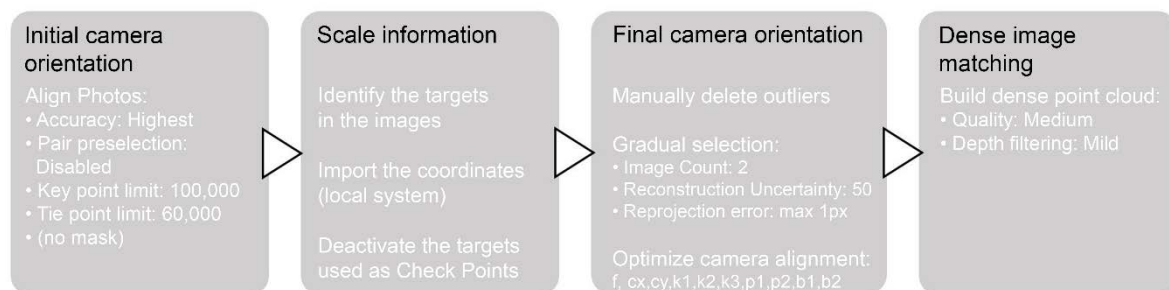 Initial camera
orientation
Align Photos:
• Accuracy: Highest
• Pair preselection:
Disabled
• Key point limit: 100,000
• Tie point limit: 60,000
• (no mask)
Scale information
Identify the targets
in the images
Import the coordinates
(local system)
Deactivate the targets
used as Check Points
Final camera orientation
Manually delete outliers
Gradual selection:
• Image Count: 2
• Reconstruction Uncertainty: 50
• Reprojection error: max 1px
Optimize camera alignment:
f, cx,cy,k1,k2,k3,p1,p2,b1,b2
Dense image
matching
Build dense point cloud:
• Quality: Medium
• Depth filtering: Mild